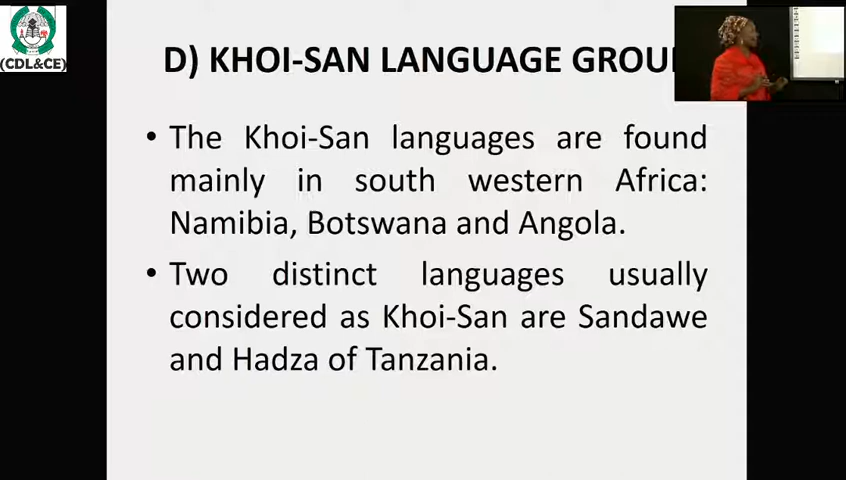 (CDL&CE)
D) KHOI-SAN LANGUAGE GROU
• The Khoi-San languages are found
mainly in south western Africa:
Namibia, Botswana and Angola.
• Two distinct languages usually
considered as Khoi-San are Sandawe
and Hadza of Tanzania.